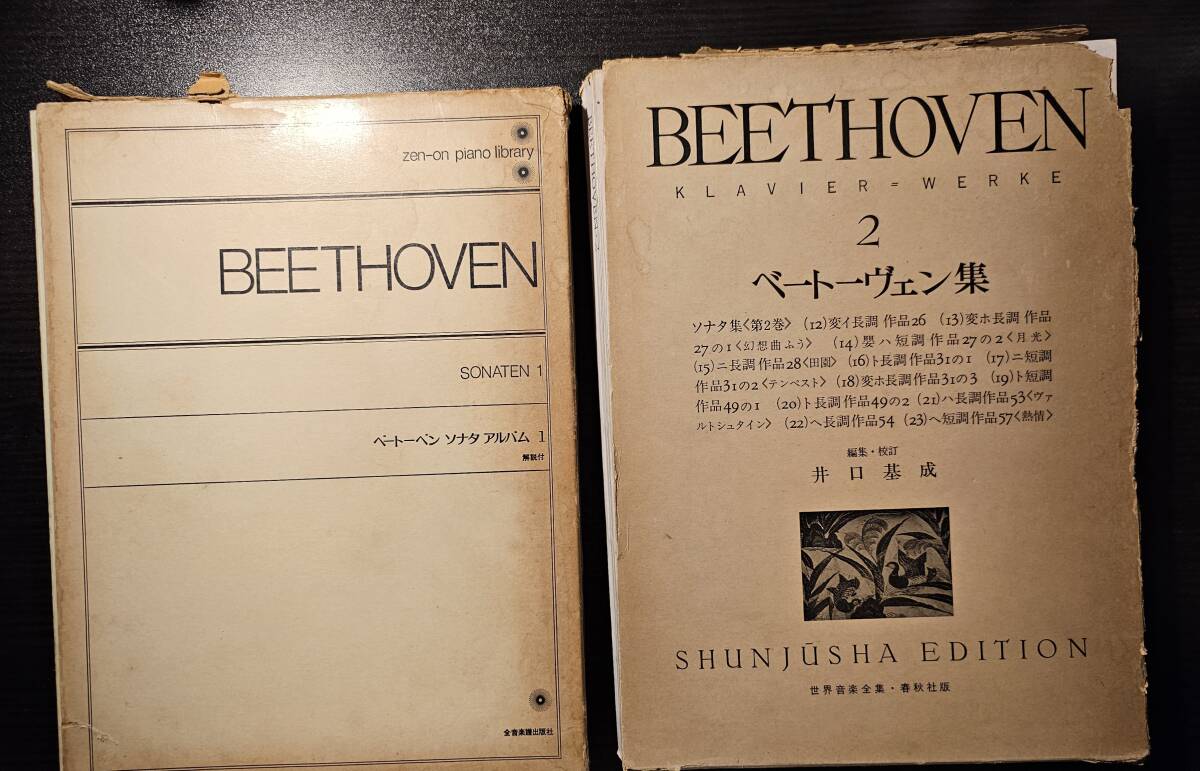 zen-on piano library
BEETHOVEN
SONATEN 1
ベートーベン ソナタ アルバム 1
解説付
全音楽譜出版社
BEETHOVEN
KLAVIER=WERKE
2
ベートーヴェン集
ソナタ集〈第2巻〉 (12)変イ長調 作品26 (13)変ホ長調 作品
27の1〈幻想曲ふう〉 (14)嬰ハ短調作品27の2〈月光〉
(15)ニ長調作品28〈田園〉 (16)ト長調作品31の1 (17)ニ短調
作品31の2〈テンペスト〉 (18)変ホ長調作品31の3 (19)ト短調
作品49の1 (20)ト長調作品49の2 (21)ハ長調作品53〈ヴァ
ルトシュタイン〉 (22)ヘ長調作品54 (23)ヘ短調作品57〈熱情〉
編集・校訂
井口基成
SHUNJŪSHA EDITION
世界音楽全集・春秋社版